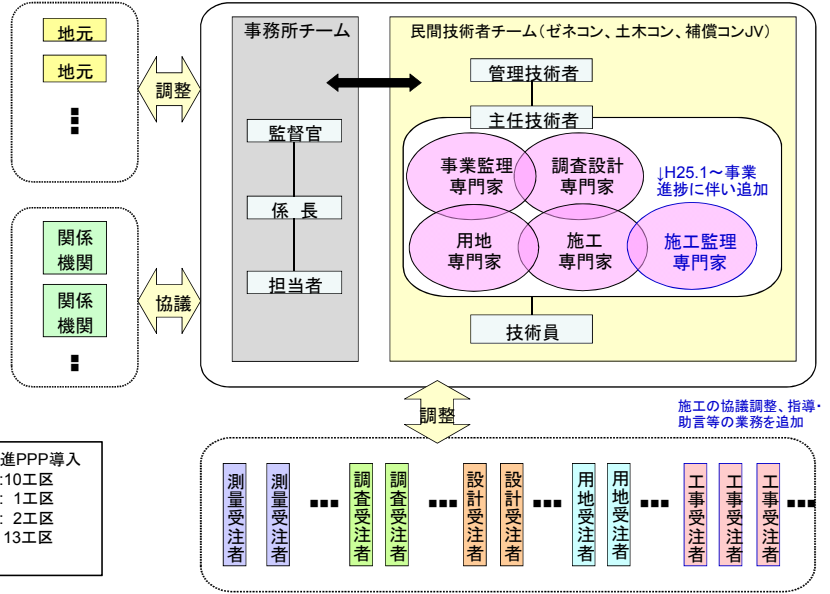 地元
地元
調整
関係
機関
関係
機関
協議
事務所チーム
監督官
係 長
担当者
民間技術者チーム(ゼネコン、土木コン、補償コンJV)
管理技術者
主任技術者
事業監理
専門家
調査設計
専門家
↓H25.1~事業
進捗に伴い追加
用地
専門家
施工
専門家
施工監理
専門家
技術員
調整
施工の協議調整、指導・
助言等の業務を追加
進PPP導入
:10工区
: 1工区
: 2工区
13工区
測量受注者
測量受注者
調査受注者
調査受注者
設計受注者
設計受注者
用地受注者
用地受注者
工事受注者
工事受注者
工事受注者